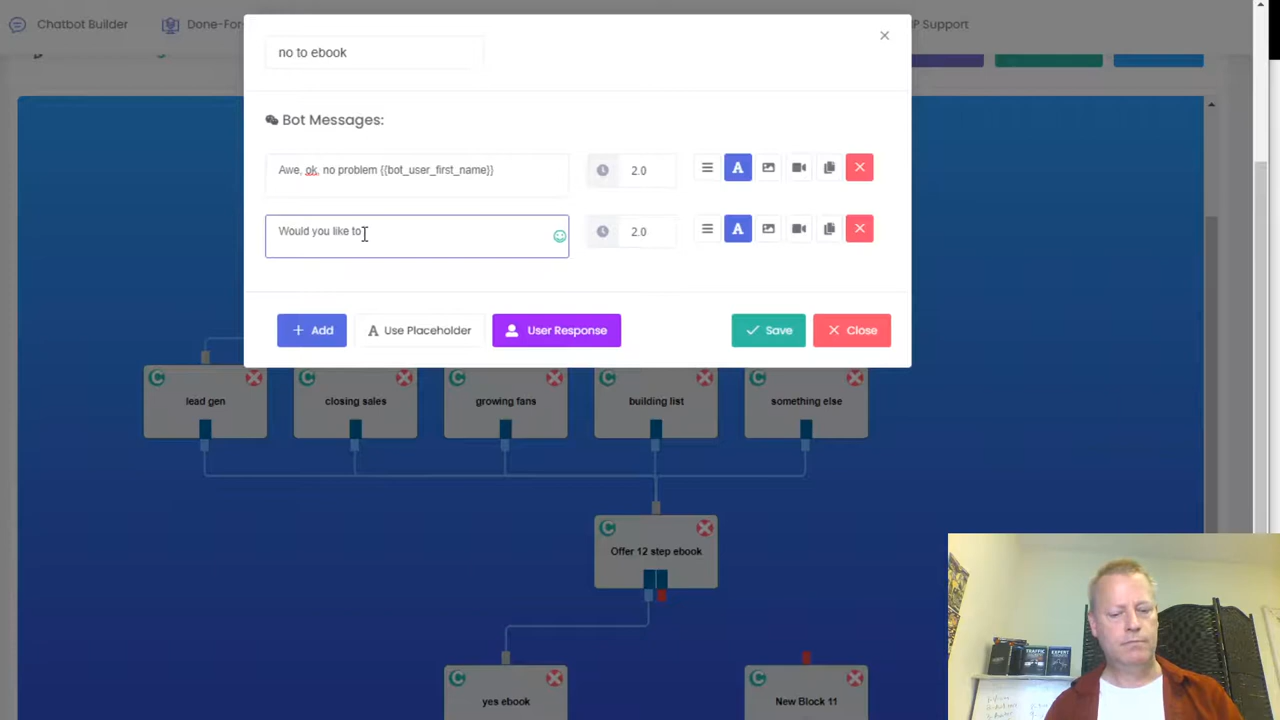 Chatbot Builder
Done-For
P Support
no to ebook
Bot Messages:
Awe, ok, no problem {{bot_user_first_name}}
2.0
Would you like to
2.0
Add
Use Placeholder
User Response
Save
Close
lead gen
closing sales
growing fans
building list
something else
Offer 12 step ebook
yes ebook
New Block 11
TRAFFIC
EXPERT